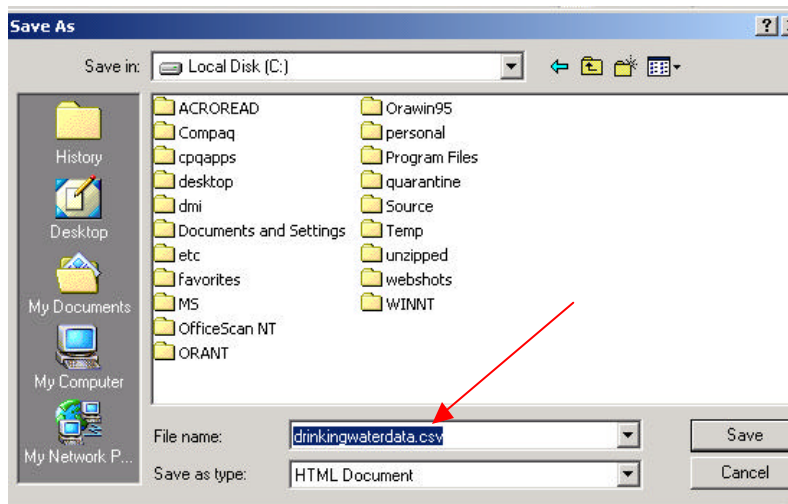 Save As
Save in:
Local Disk (C:)
History
Desktop
My Documents
My Computer
My Network P...
ACROREAD
Compaq
cpqapps
desktop
dmi
Documents and Settings
etc
favorites
MS
OfficeScan NT
ORANT
Orawin95
personal
Program Files
quarantine
Source
Temp
unzipped
webshots
WINNT
File name:
drinkingwaterdata.csv
Save
Save as type:
HTML Document
Cancel